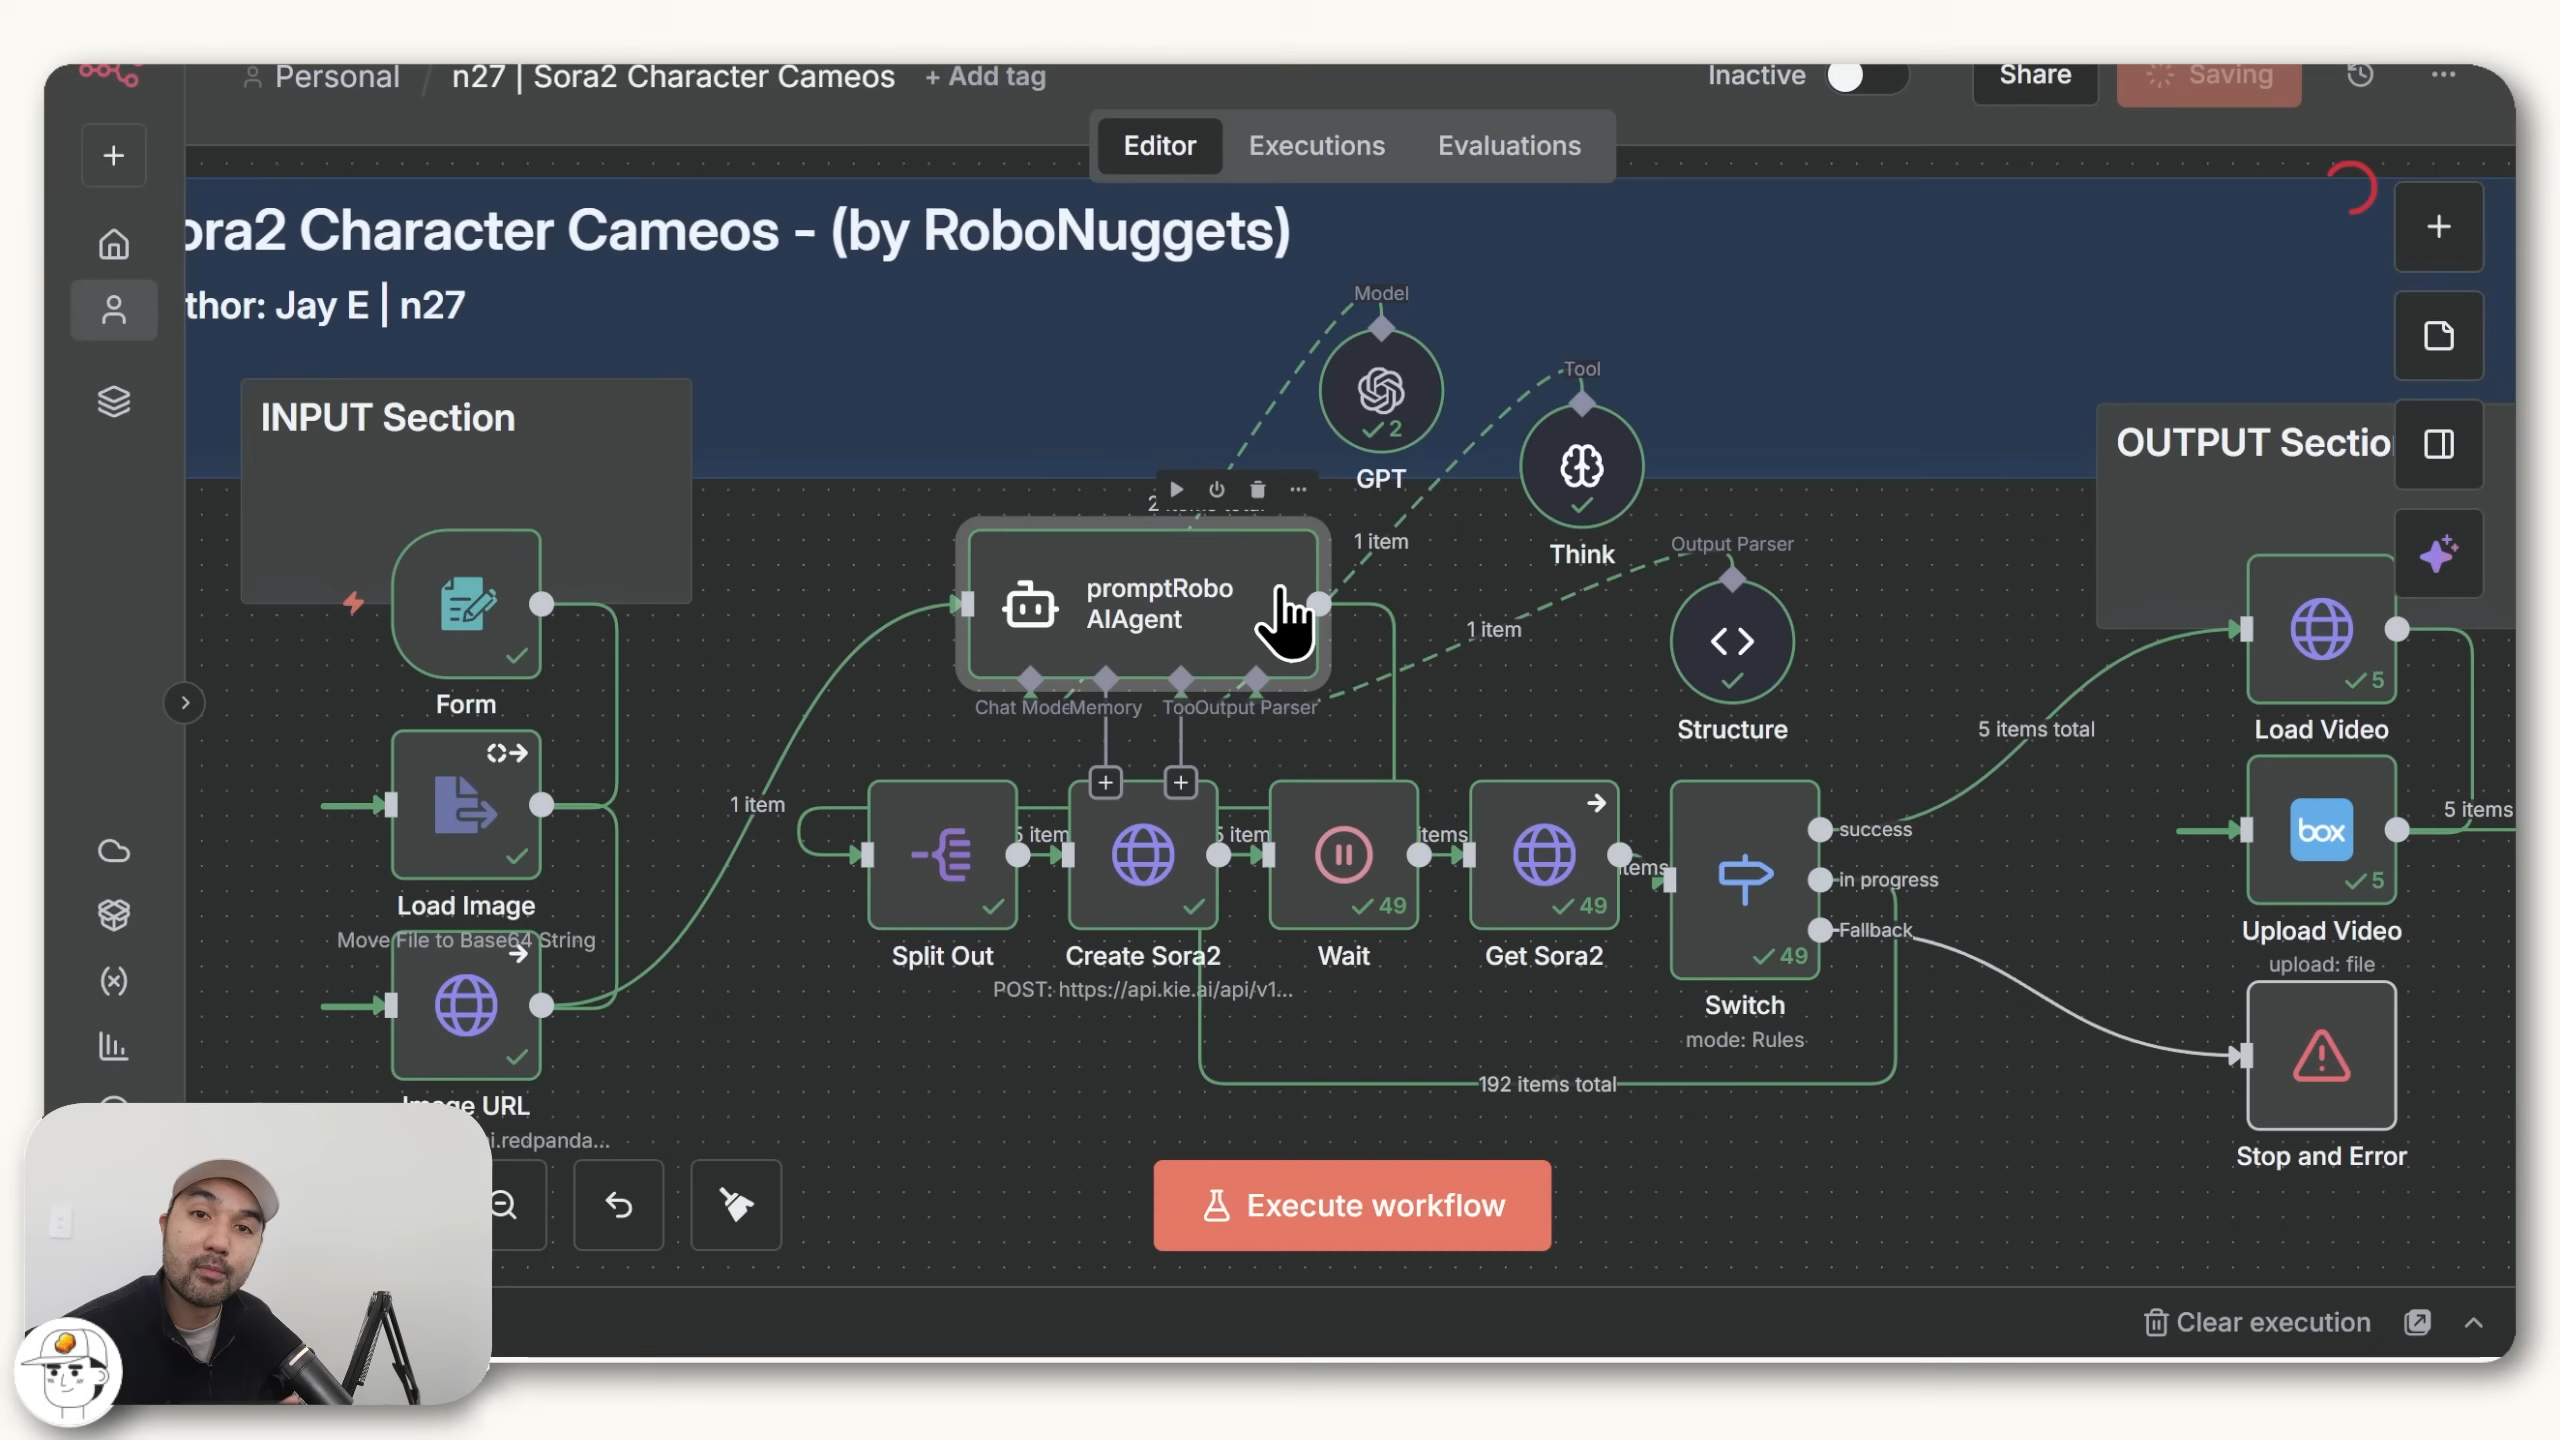 Personal / n27 | Sora2 Character Cameos + Add tag
Inactive
Share
Saving
Editor
Executions
Evaluations
ora2 Character Cameos - (by RoboNuggets)
thor: Jay E | n27
INPUT Section
OUTPUT Sectio
Model
2
GPT
Tool
Think
Output Parser
Structure
1 item
1 item
1 item
promptRobo
AIAgent
Chat Mode
Memory
Too
Output Parser
Form
Load Image
Move File to Base64 String
Image URL
i.redpanda...
Split Out
5 item
Create Sora2
POST: https://api.kie.ai/api/v1...
5 item
Wait
49
items
Get Sora2
49
items
Switch
mode: Rules
49
success
in progress
Fallback
192 items total
5 items total
Load Video
5
box
5
5 items
Upload Video
upload: file
Stop and Error
Execute workflow
Clear execution